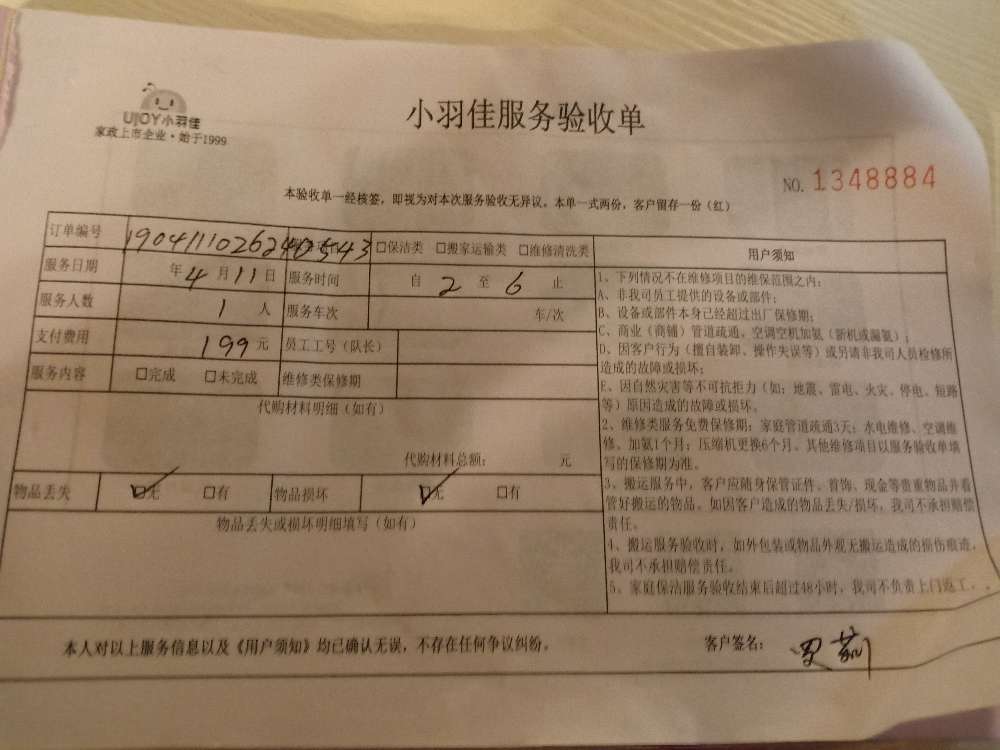 UJOY小羽佳
家政上市企业·始于1999
小羽佳服务验收单
NO. 1348884
本验收单一经核签，即视为对本次服务验收无异议。本单一式两份，客户留存一份（红）
订单编号 1904111026240543 □保洁类 □搬家运输类 □维修清洗类
服务日期 年4月11日 服务时间 自 2 至 6 止
服务人数 1 人 服务车次 车/次
支付费用 199元 员工工号（队长）
服务内容 □完成 □未完成 维修类保修期
代购材料明细（如有）
代购材料总额： 元
物品丢失 ☑无 □有 物品损坏 ☑无 □有
物品丢失或损坏明细填写（如有）
用户须知
1、下列情况不在维修项目的维保范围之内：
A、非我司员工提供的设备或部件；
B、设备或部件本身已经超过出厂保修期；
C、商业（商铺）管道疏通、空调空机加氨（新机或漏氨）；
D、因客户行为（擅自装卸、操作失误等）或另请非我司人员检修所
造成的故障或损坏；
E、因自然灾害等不可抗拒力（如：地震、雷电、火灾、停电、短路
等）原因造成的故障或损坏。
2、维修类服务免费保修期：家庭管道疏通3天；水电维修、空调维
修、加氨1个月；压缩机更换6个月。其他维修项目以服务验收单填
写的保修期为准。
3、搬运服务中，客户应随身保管证件、首饰、现金等贵重物品并看
管好搬运的物品。如因客户造成的物品丢失/损坏，我司不承担赔偿
责任。
4、搬运服务验收时，如外包装或物品外观无搬运造成的损伤痕迹，
我司不承担赔偿责任。
5、家庭保洁服务验收结束后超过48小时，我司不负责上门返工。
本人对以上服务信息以及《用户须知》均已确认无误，不存在任何争议纠纷。
客户签名：